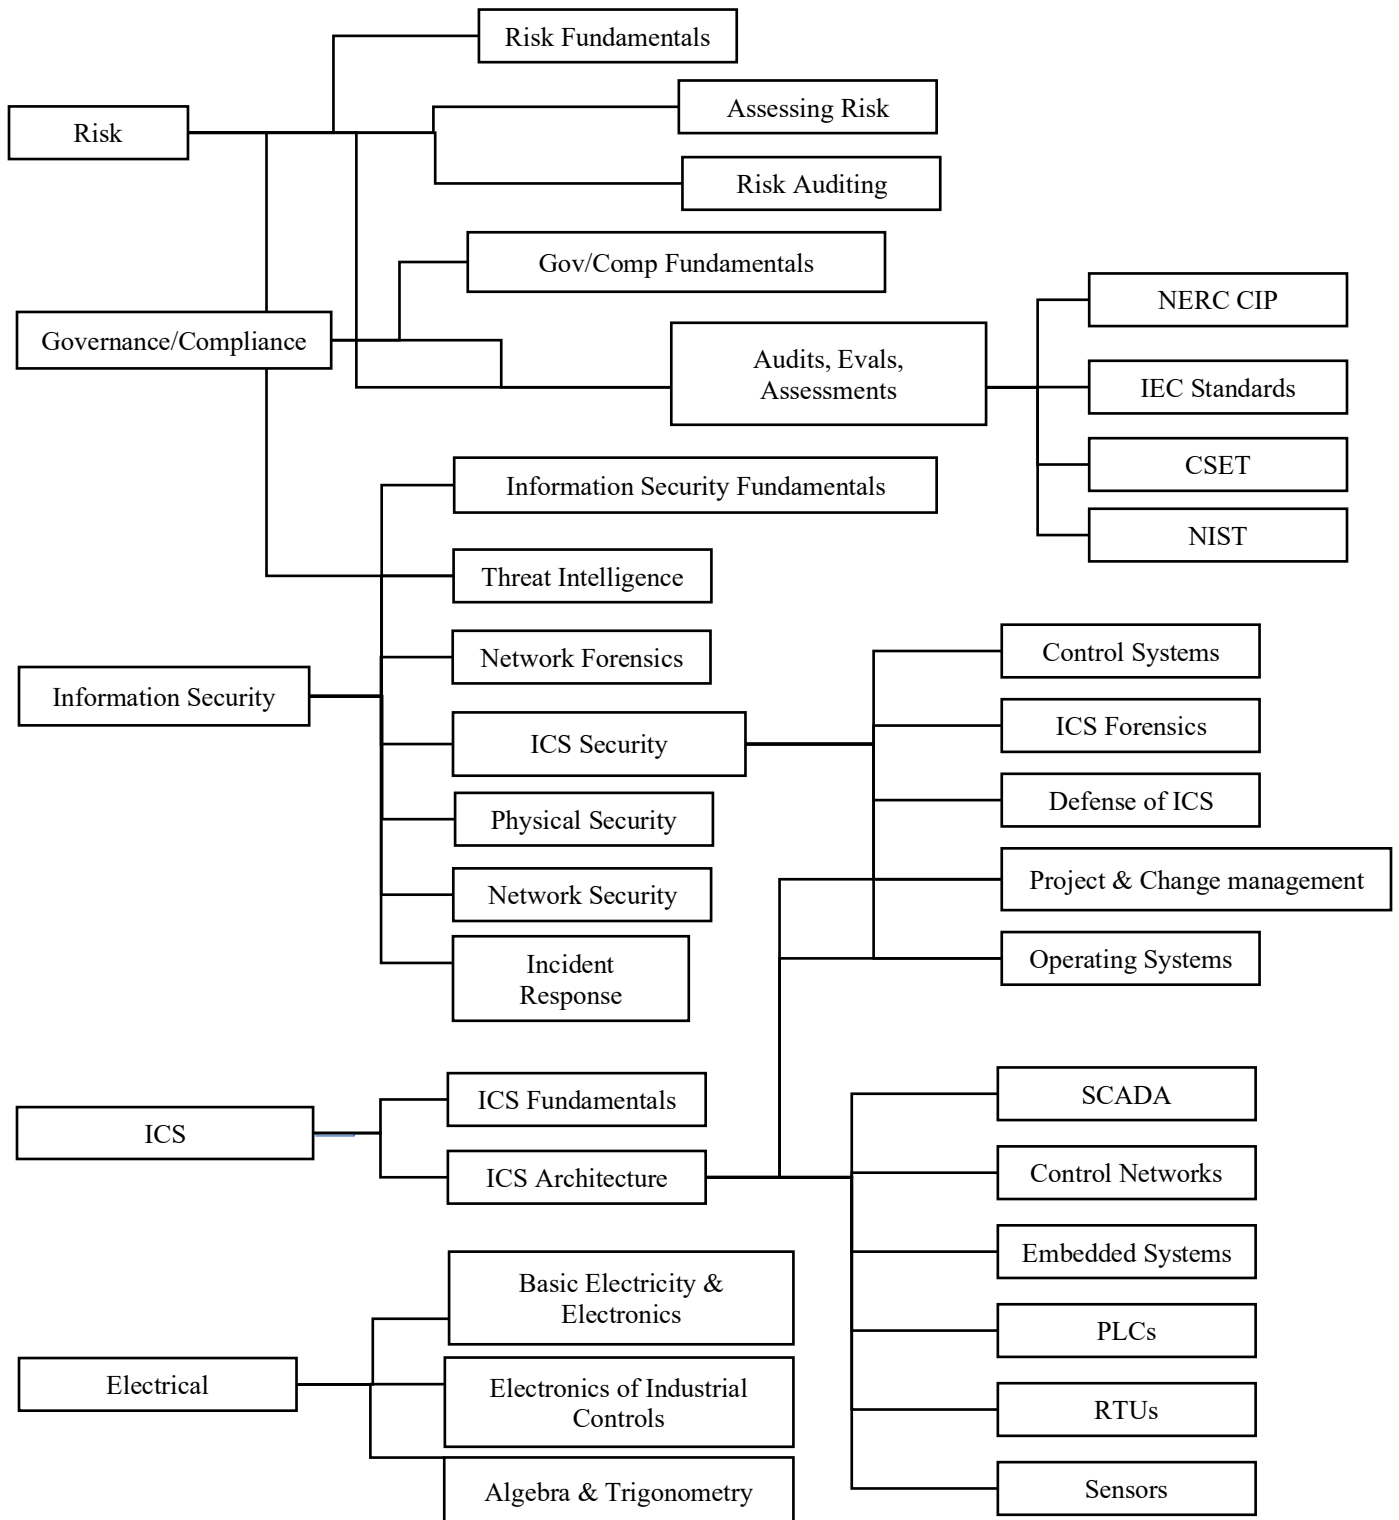 Risk Fundamentals
Assessing Risk
Risk
Risk Auditing
Gov/Comp Fundamentals
NERC CIP
Governance/Compliance
Audits, Evals,
Assessments
IEC Standards
CSET
Information Security Fundamentals
NIST
Threat Intelligence
Control Systems
Network Forensics
Information Security
ICS Forensics
ICS Security
Defense of ICS
Physical Security
Project & Change management
Network Security
Operating Systems
Incident
Response
SCADA
ICS Fundamentals
ICS
Control Networks
ICS Architecture
Embedded Systems
Basic Electricity &
Electronics
PLCs
Electrical
Electronics of Industrial
Controls
RTUs
Sensors
Algebra & Trigonometry